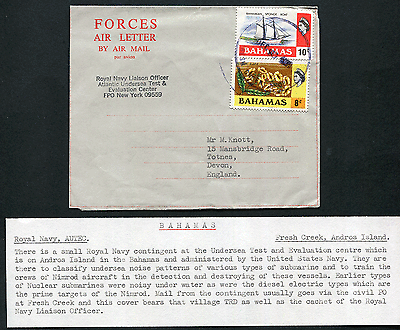 FORCES
AIR LETTER
BY AIR MAIL
par avion
Royal Navy Liaison Officer
Atlantic Undersea Test &
Evaluation Center
FPO New York 09559
BAHAMIAN SPONGE BOAT
BAHAMAS 10c
BAHAMAS 8c
Mr M.Knott,
15 Mansbridge Road,
Totnes,
Devon,
England.
BAHAMAS
Royal Navy, AUTEC. Fresh Creek, Andros Island.
There is a small Royal Navy contingent at the Undersea Test and Evaluation centre which
is on Andros Island in the Bahamas and administered by the United States Navy. They are
there to classify undersea noise patterns of various types of submarine and to train the
crews of Nimrod aircraft in the detection and destroying of these vessels. Earlier types
of Nuclear submarines were noisy under water as were the diesel electric types which are
the prime targets of the Nimrod. Mail from the contingent usually goes via the civil PO
at Fresh Creek and this cover bears that village TRD as well as the cachet of the Royal
Navy Liaison Officer.